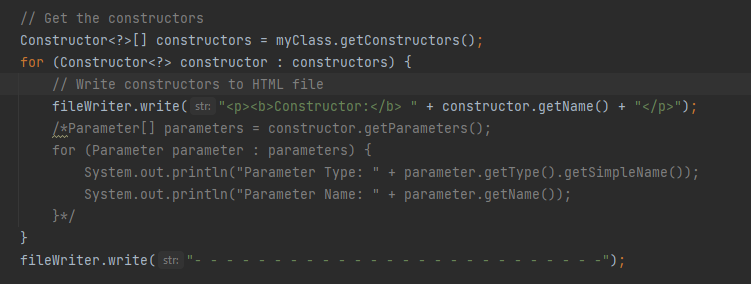 // Get the constructors
Constructor<?>[] constructors = myClass.getConstructors();
for (Constructor<?> constructor : constructors) {
// Write constructors to HTML file
fileWriter.write( str: "<p><b>Constructor:</b> " + constructor.getName() + "</p>");
/*Parameter[] parameters = constructor.getParameters();
for (Parameter parameter : parameters) {
System.out.println("Parameter Type: " + parameter.getType().getSimpleName());
System.out.println("Parameter Name: " + parameter.getName());
}*/
}
fileWriter.write( str: "- - - - - - - - - - - - - - - - - - - - - - - - - - -");